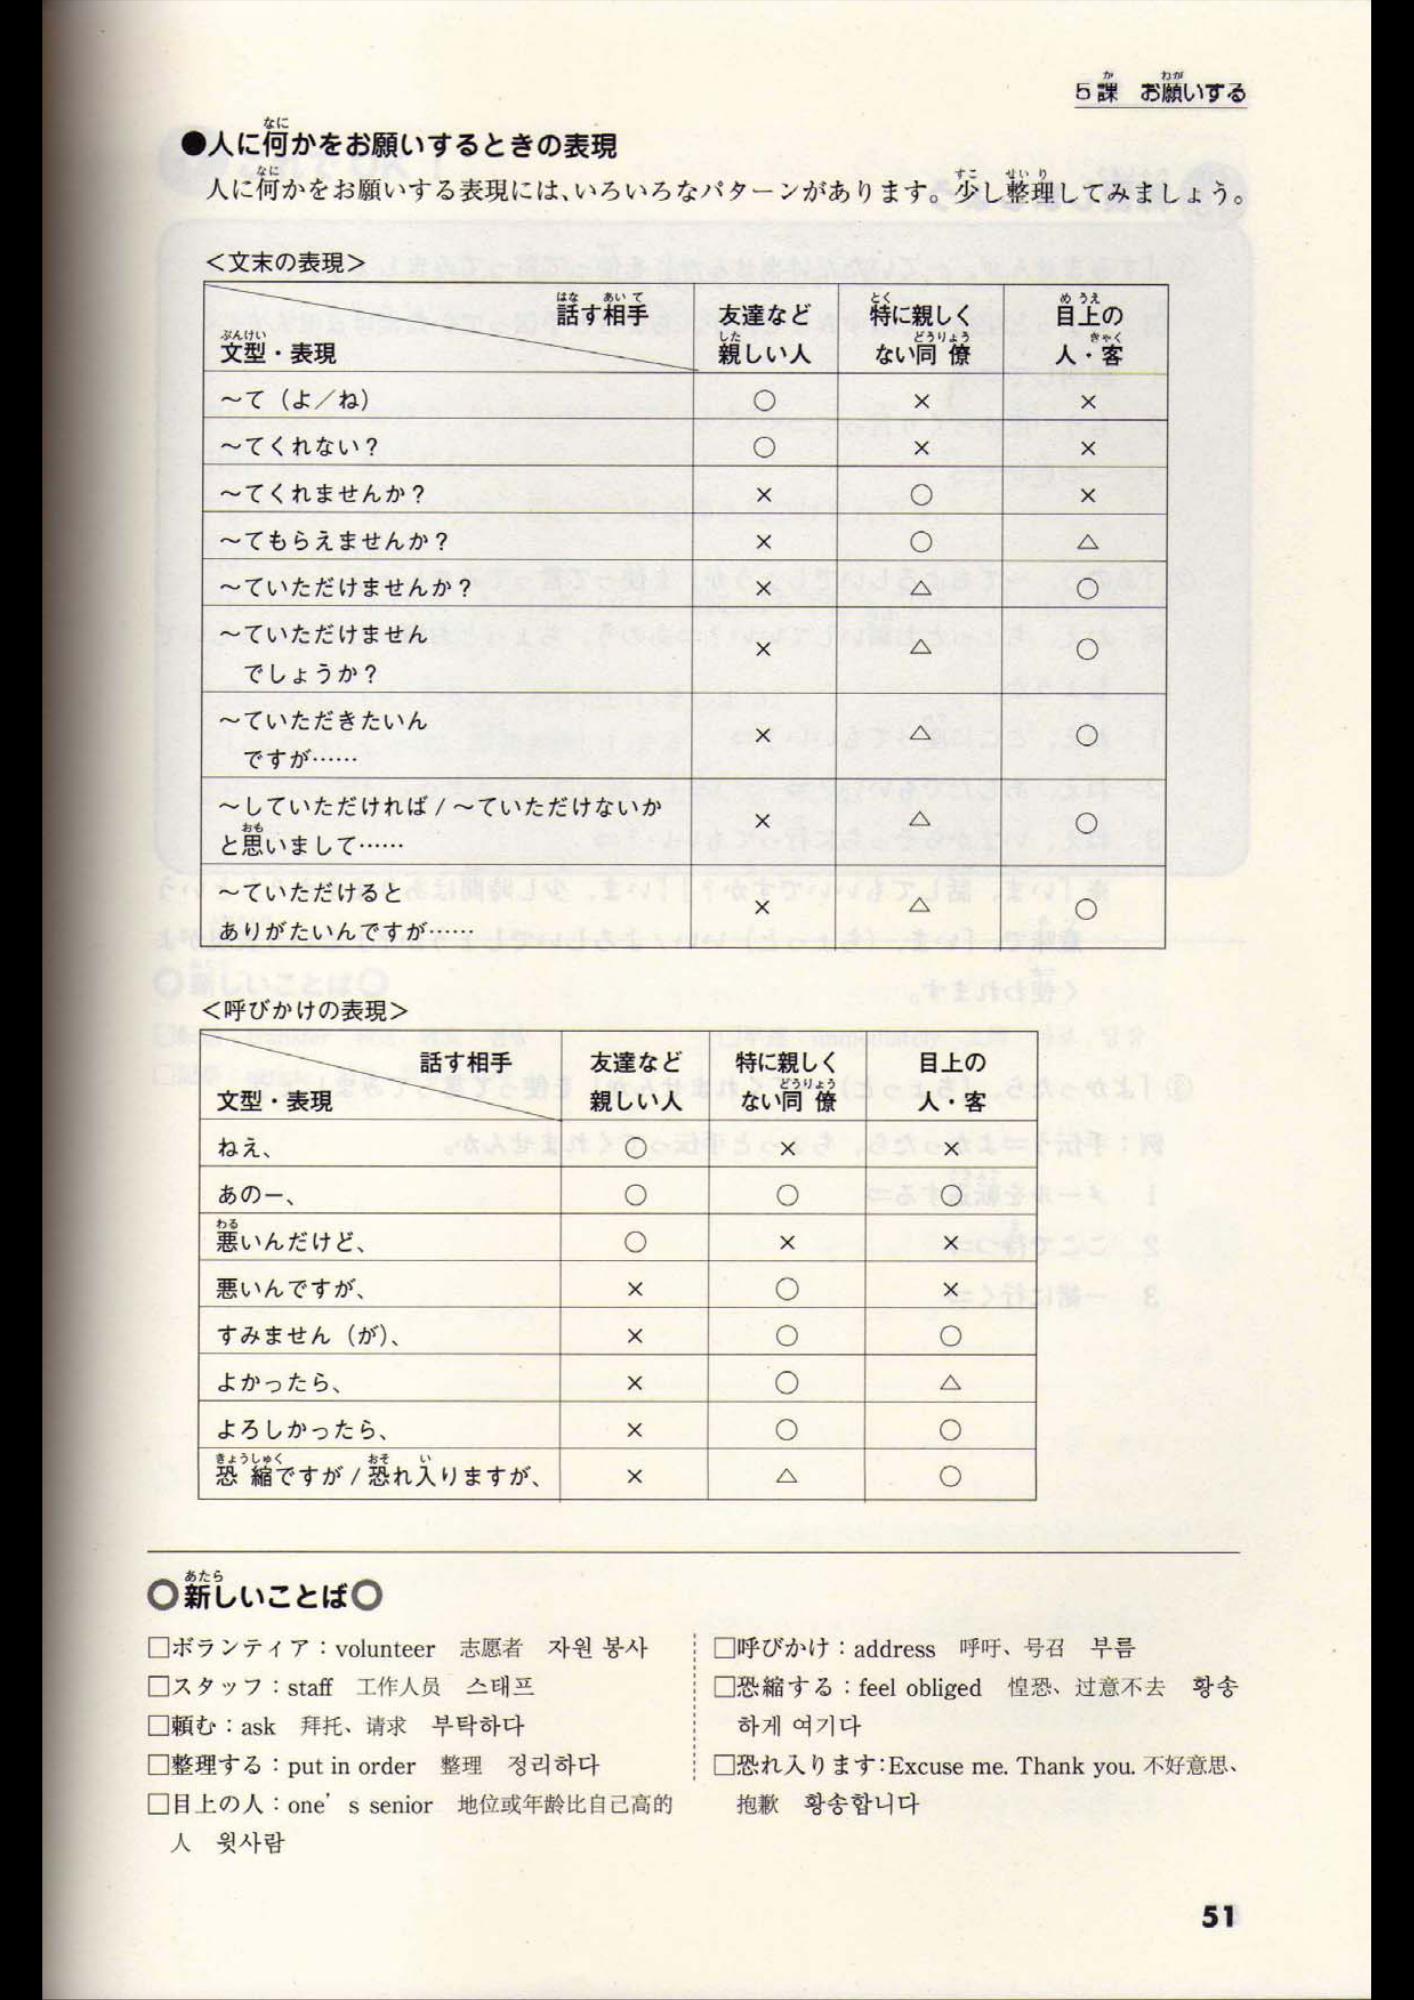 5課 お願いする
●人に何かをお願いするときの表現
人に何かをお願いする表現には、いろいろなパターンがあります。少し整理してみましょう。
＜文末の表現＞
話す相手 文型・表現 友達など親しい人 特に親しくない同僚 目上の人・客
～て（よ／ね） ○ × ×
～てくれない？ ○ × ×
～てくれませんか？ × ○ ×
～てもらえませんか？ × ○ △
～ていただけませんか？ × △ ○
～ていただけません
でしょうか？ × △ ○
～ていただきたいん
ですが…… × △ ○
～していただければ / ～ていただけないか
と思いまして…… × △ ○
～ていただけると
ありがたいんですが…… × △ ○
＜呼びかけの表現＞
話す相手 文型・表現 友達など親しい人 特に親しくない同僚 目上の人・客
ねえ、 ○ × ×
あのー、 ○ ○ ○
悪いんだけど、 ○ × ×
悪いんですが、 × ○ ×
すみません（が）、 × ○ ○
よかったら、 × ○ △
よろしかったら、 × ○ ○
恐縮ですが / 恐れ入りますが、 × △ ○
○新しいことば○
□ボランティア：volunteer 志愿者 자원 봉사
□スタッフ：staff 工作人员 스태프
□頼む：ask 拜托、请求 부탁하다
□整理する：put in order 整理 정리하다
□目上の人：one's senior 地位或年龄比自己高的
人 윗사람
□呼びかけ：address 呼吁、号召 부름
□恐縮する：feel obliged 惶恐、过意不去 황송
하게 여기다
□恐れ入ります：Excuse me. Thank you. 不好意思、
抱歉 황송합니다
51